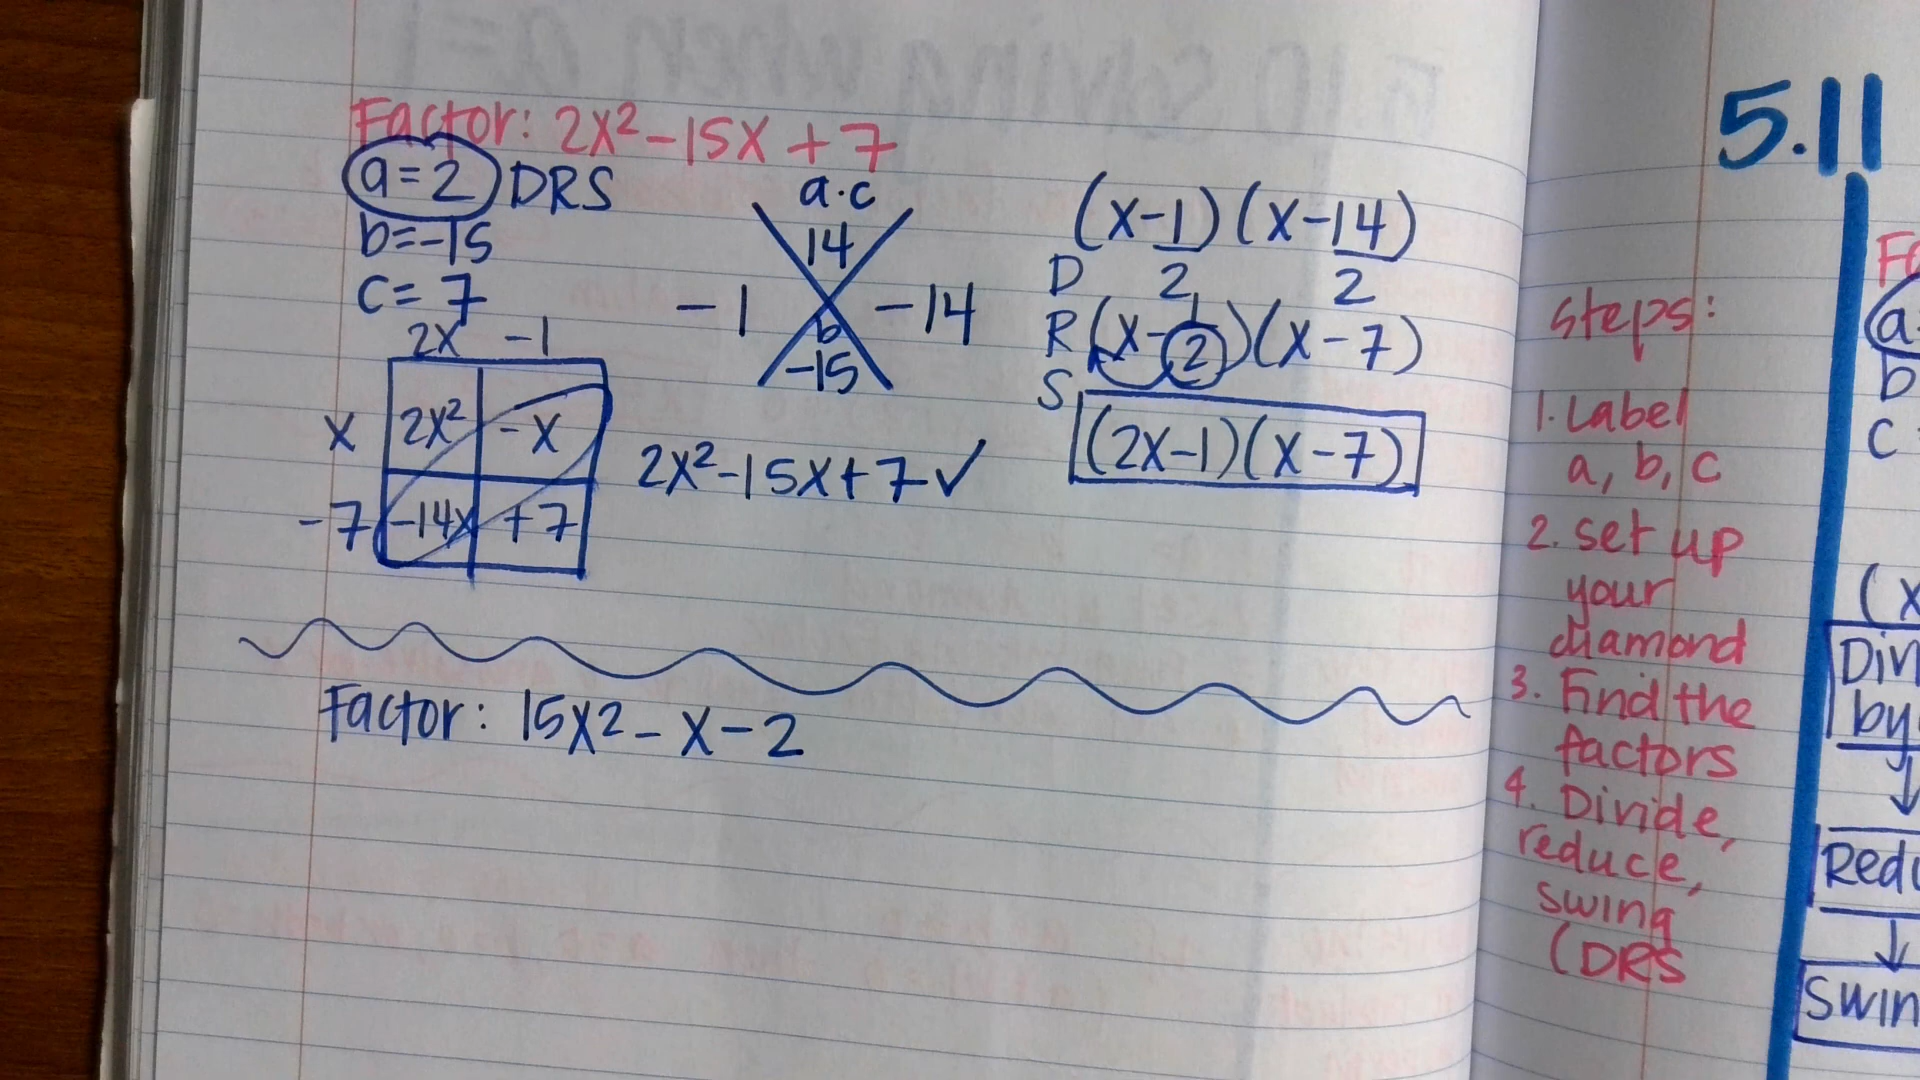 Factor: 2x² - 15x + 7
a = 2 DRS
b = -15
c = 7
a·c
14
-1 -14
b
-15
(x - 1/2) (x - 14/2)
D
R (x - 1/2)(x - 7)
S (2x - 1)(x - 7)
2x -1
x 2x² -x
-7 -14x +7
2x² - 15x + 7 ✓
Factor: 15x2 - x - 2
Steps:
1. Label
a, b, c
2. set up
your
diamond
3. Find the
factors
4. Divide,
reduce,
swing
(DRS
5.11
a
b
c
(x
by
Swin